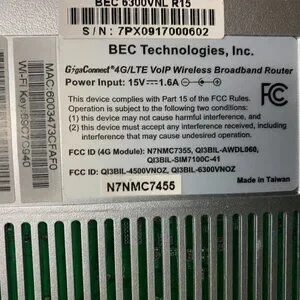 BEC 6300VNL R15
S/N : 7PX0917000602
BEC Technologies, Inc.
GigaConnect® 4G/LTE VoIP Wireless Broadband Router
Power Input: 15V⎓1.6A
This device complies with Part 15 of the FCC Rules.
Operation is subject to the following two conditions:
(1) this device may not cause harmful interference, and
(2) this device must accept any interference received, including
interference that may cause undesired operation.
FC
FCC ID (4G Module): N7NMC7355, QI3BIL-AWDL060,
QI3BIL-SIM7100C-41
FCC ID: QI3BIL-4500VNOZ, QI3BIL-6300VNOZ
N7NMC7455
Made in Taiwan